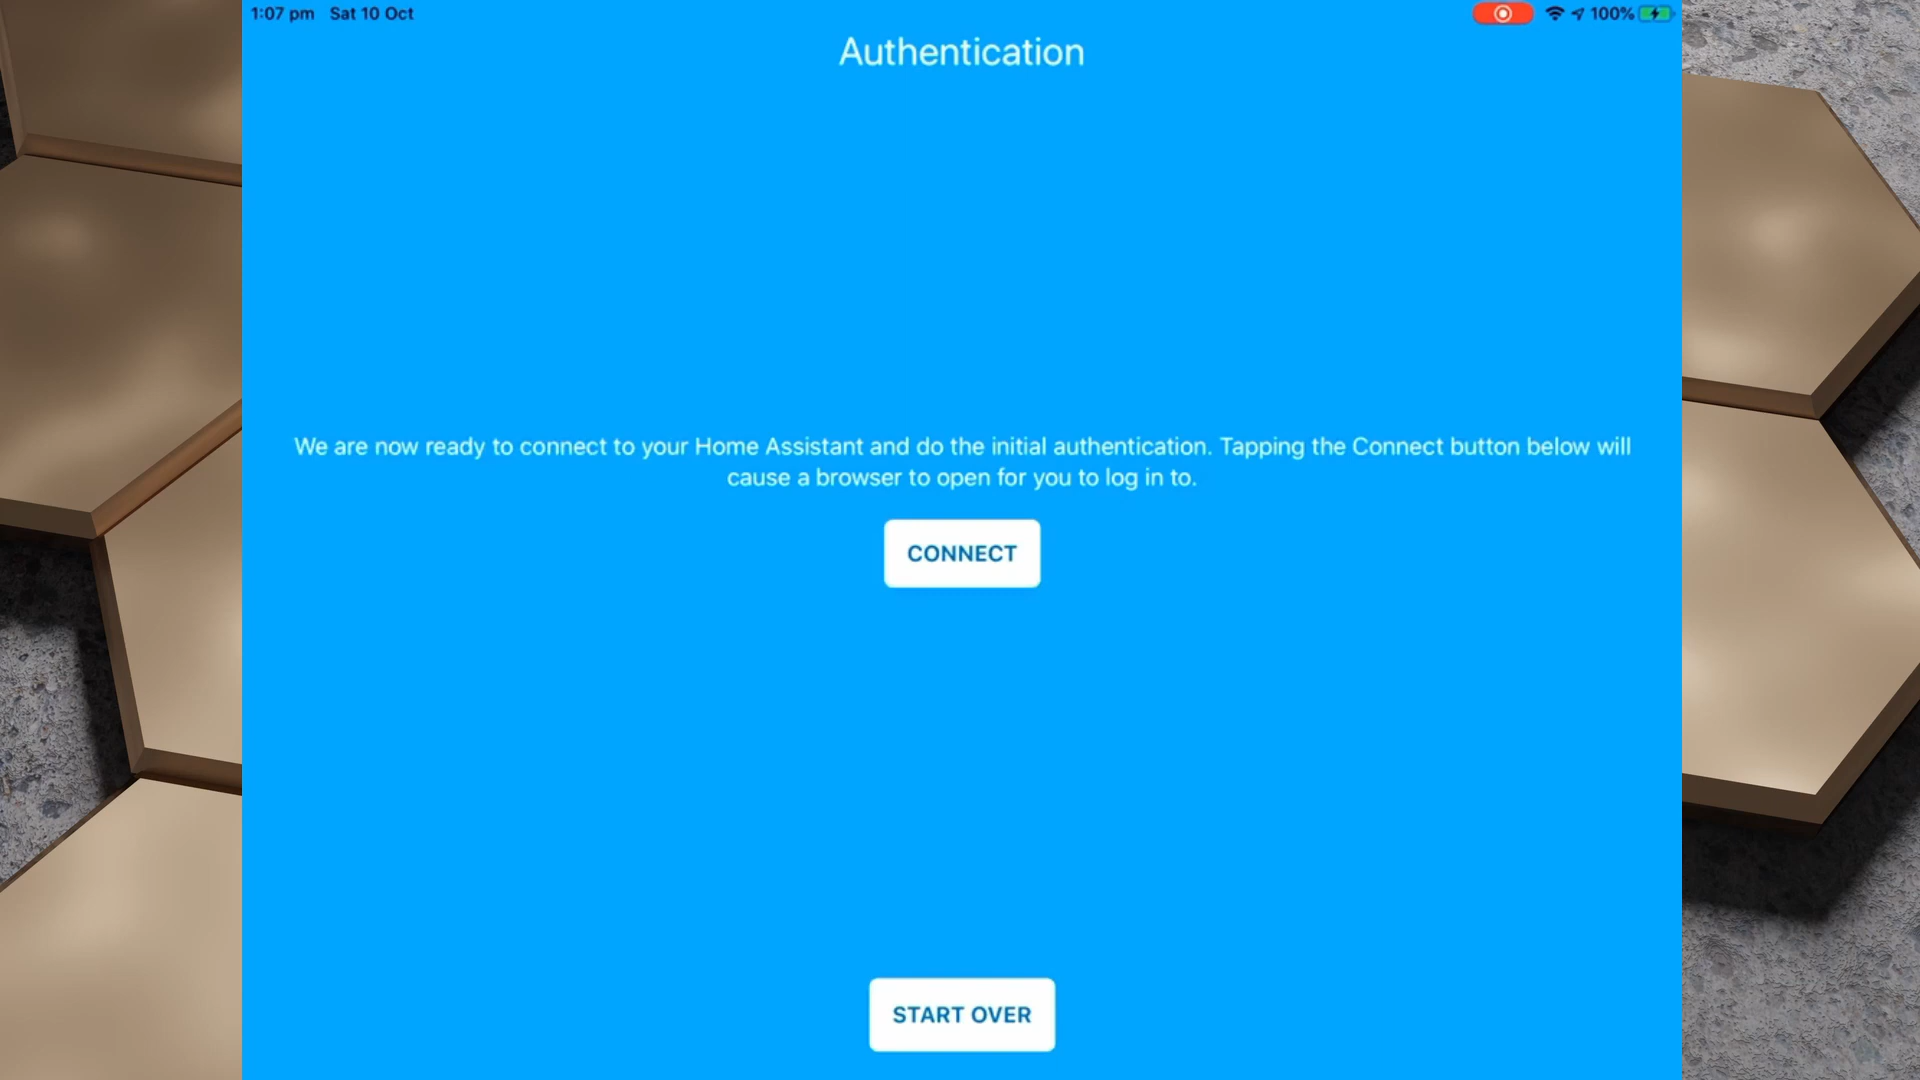 1:07 pm Sat 10 Oct 100%
Authentication
We are now ready to connect to your Home Assistant and do the initial authentication. Tapping the Connect button below will
cause a browser to open for you to log in to.
CONNECT
START OVER